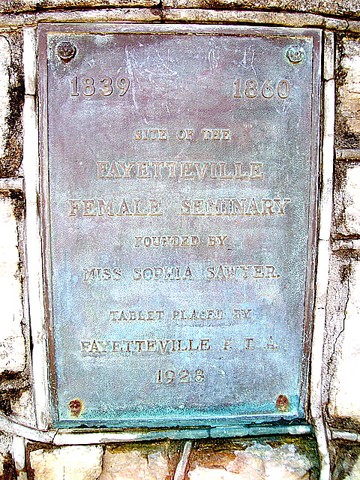 1839 1860
SITE OF THE
FAYETTEVILLE
FEMALE SEMINARY
FOUNDED BY
MISS SOPHIA SAWYER
TABLET PLACED BY
FAYETTEVILLE P. T. A.
1928